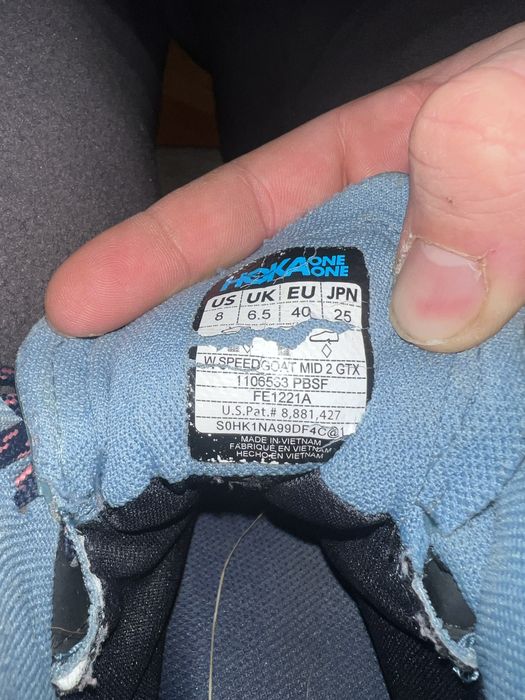 HOKA ONE ONE
US UK EU JPN
8 6.5 40 25
W SPEEDGOAT MID 2 GTX
1106533 PBSF
FE1221A
U.S.Pat.# 8,881,427
S0HK1NA99DF4C@
MADE IN VIETNAM
FABRIQUÉ EN VIETNAM
HECHO EN VIETNAM